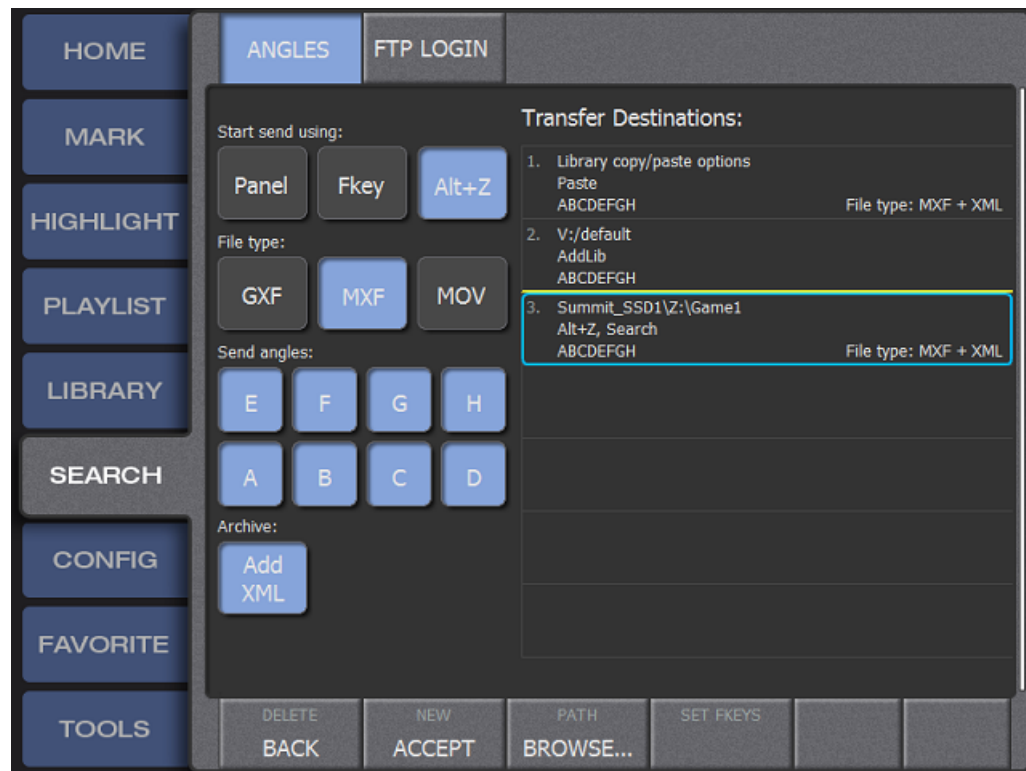 HOME
MARK
HIGHLIGHT
PLAYLIST
LIBRARY
SEARCH
CONFIG
FAVORITE
TOOLS
ANGLES FTP LOGIN
Start send using:
Panel Fkey Alt+Z
File type:
GXF MXF MOV
Send angles:
E F G H
A B C D
Archive:
Add
XML
Transfer Destinations:
1. Library copy/paste options
Paste
ABCDEFGH File type: MXF + XML
2. V:/default
AddLib
ABCDEFGH
3. Summit_SSD1\Z:\Game1
Alt+Z, Search
ABCDEFGH File type: MXF + XML
DELETE NEW PATH SET FKEYS
BACK ACCEPT BROWSE...